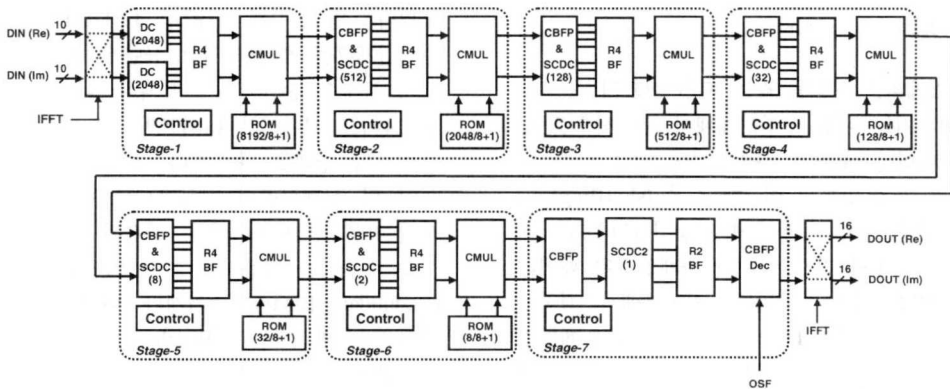 DIN (Re) 10
DIN (Im) 10
IFFT
DC
(2048)
DC
(2048)
R4
BF
CMUL
Control
ROM
(8192/8+1)
Stage-1
CBFP
&
SCDC
(512)
R4
BF
CMUL
Control
ROM
(2048/8+1)
Stage-2
CBFP
&
SCDC
(128)
R4
BF
CMUL
Control
ROM
(512/8+1)
Stage-3
CBFP
&
SCDC
(32)
R4
BF
CMUL
Control
ROM
(128/8+1)
Stage-4
CBFP
&
SCDC
(8)
R4
BF
CMUL
Control
ROM
(32/8+1)
Stage-5
CBFP
&
SCDC
(2)
R4
BF
CMUL
Control
ROM
(8/8+1)
Stage-6
CBFP
SCDC2
(1)
R2
BF
CBFP
Dec
Control
Stage-7
16 DOUT (Re)
16 DOUT (Im)
IFFT
OSF